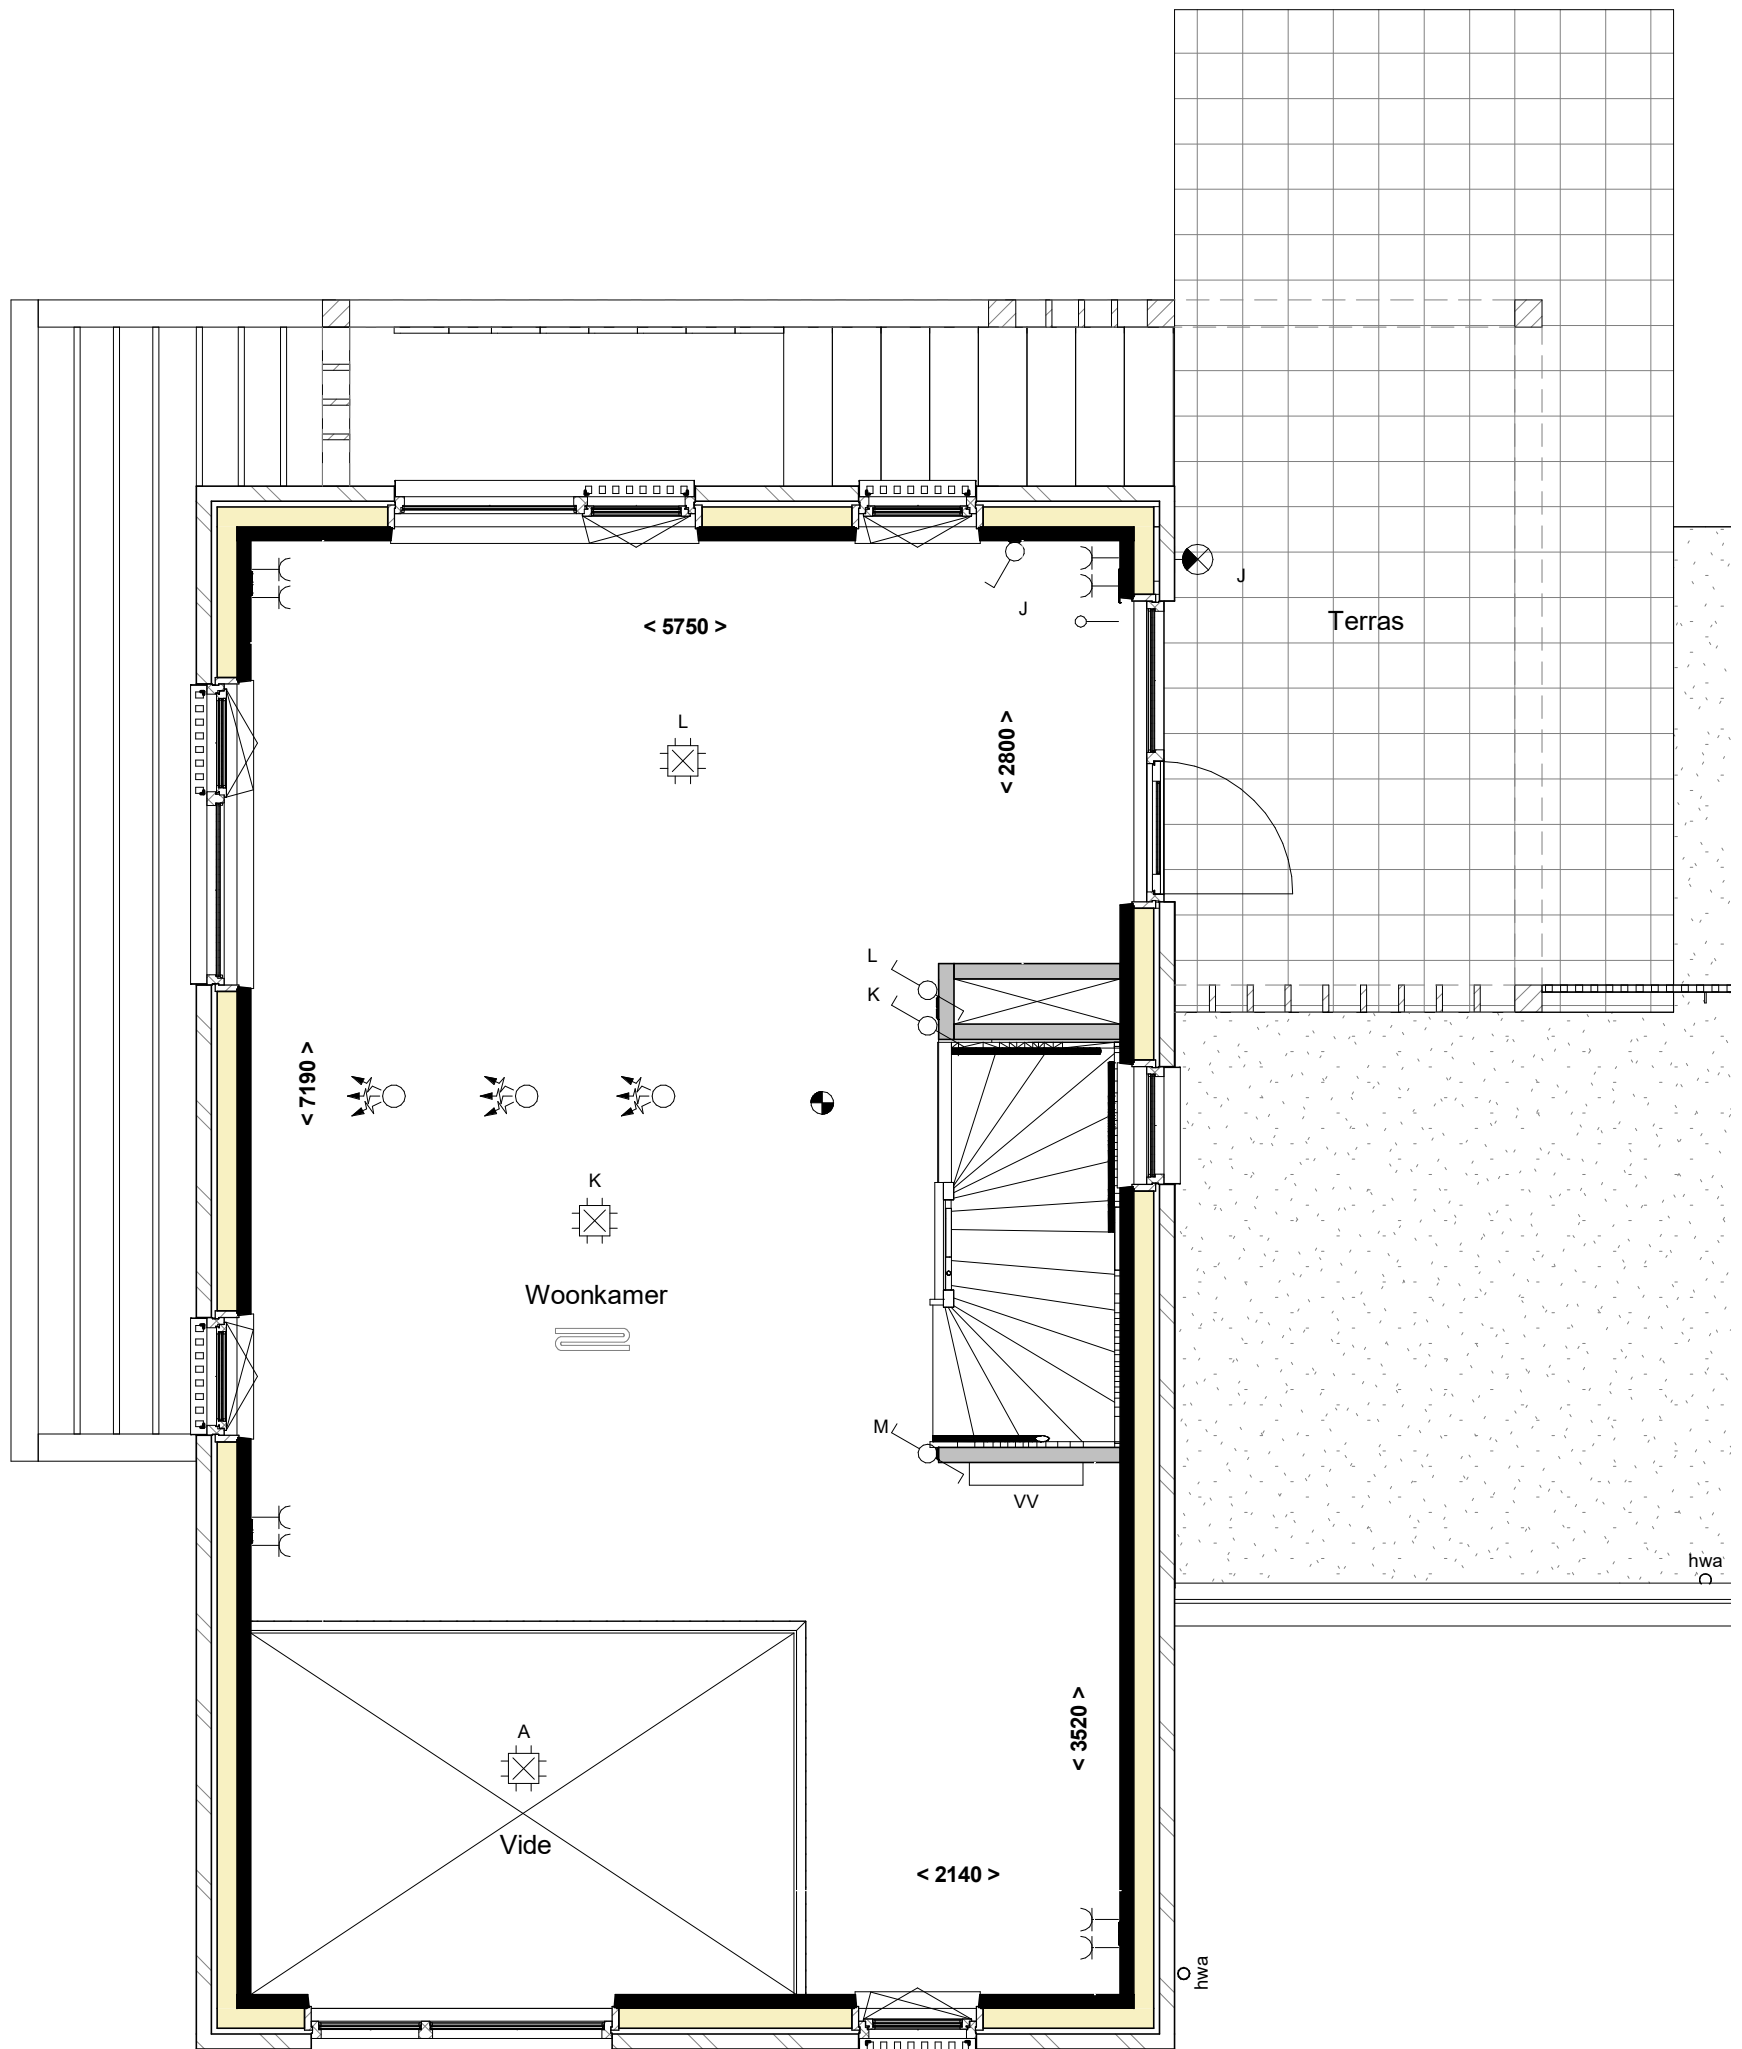 J
J
Terras
< 5750 >
L
< 2800 >
L
K
< 7190 >
K
Woonkamer
M
VV
hwa
< 3520 >
A
Vide
< 2140 >
hwa